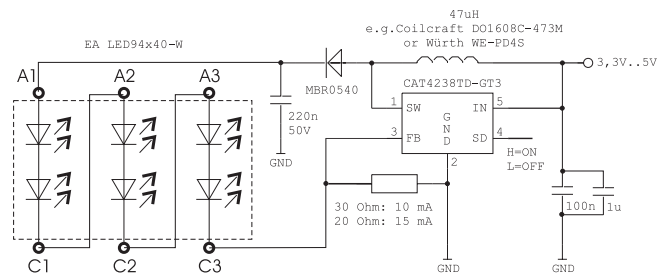 47uH
e.g.Coilcraft DO1608C-473M
or Würth WE-PD4S
EA LED94x40-W
3,3V..5V
A1
A2
A3
MBR0540
CAT4238TD-GT3
220n
50V
1
SW
IN
5
GND
3
FB
SD
4
2
H=ON
L=OFF
GND
30 Ohm: 10 mA
20 Ohm: 15 mA
100n
1u
C1
C2
C3
GND
GND